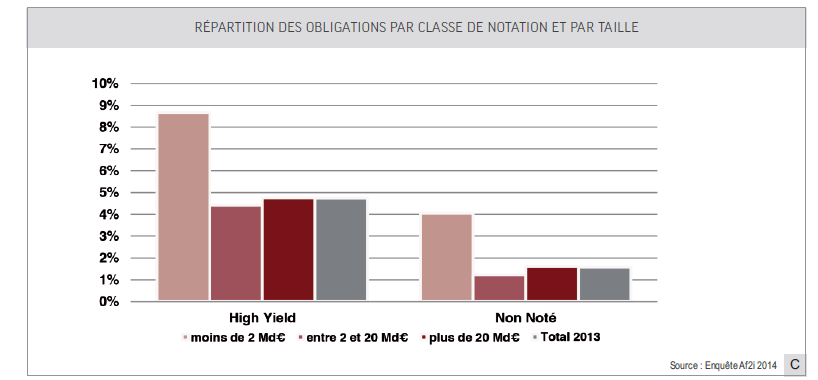 RÉPARTITION DES OBLIGATIONS PAR CLASSE DE NOTATION ET PAR TAILLE
10%
9%
8%
7%
6%
5%
4%
3%
2%
1%
0%
High Yield Non Noté
moins de 2 Md€ entre 2 et 20 Md€ plus de 20 Md€ Total 2013
Source : Enquête Af2i 2014 C